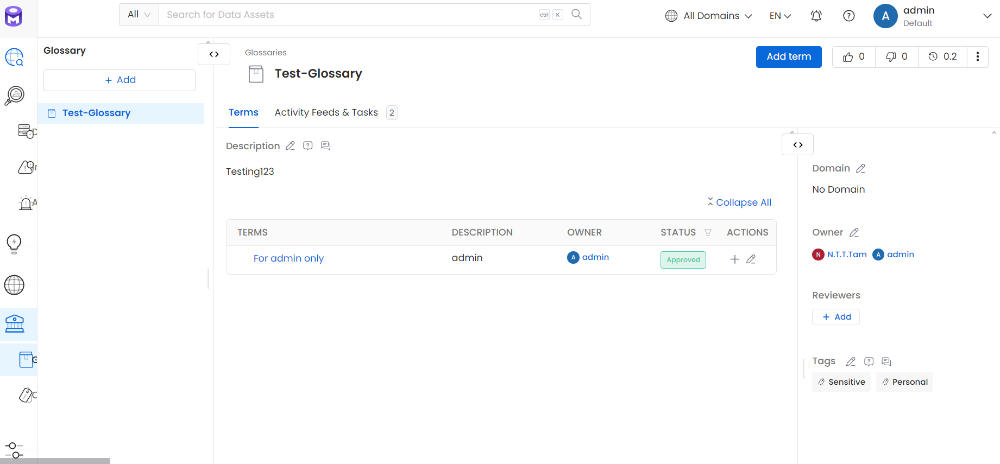 All
Search for Data Assets
ctrl K
All Domains
EN
A
admin
Default
Glossary
+ Add
Test-Glossary
Glossaries
Test-Glossary
Add term
0
0
0.2
Terms
Activity Feeds & Tasks 2
Description
Testing123
Collapse All
TERMS DESCRIPTION OWNER STATUS ACTIONS
For admin only admin A admin Approved
Domain
No Domain
Owner
N N.T.T.Tam A admin
Reviewers
+ Add
Tags
Sensitive Personal